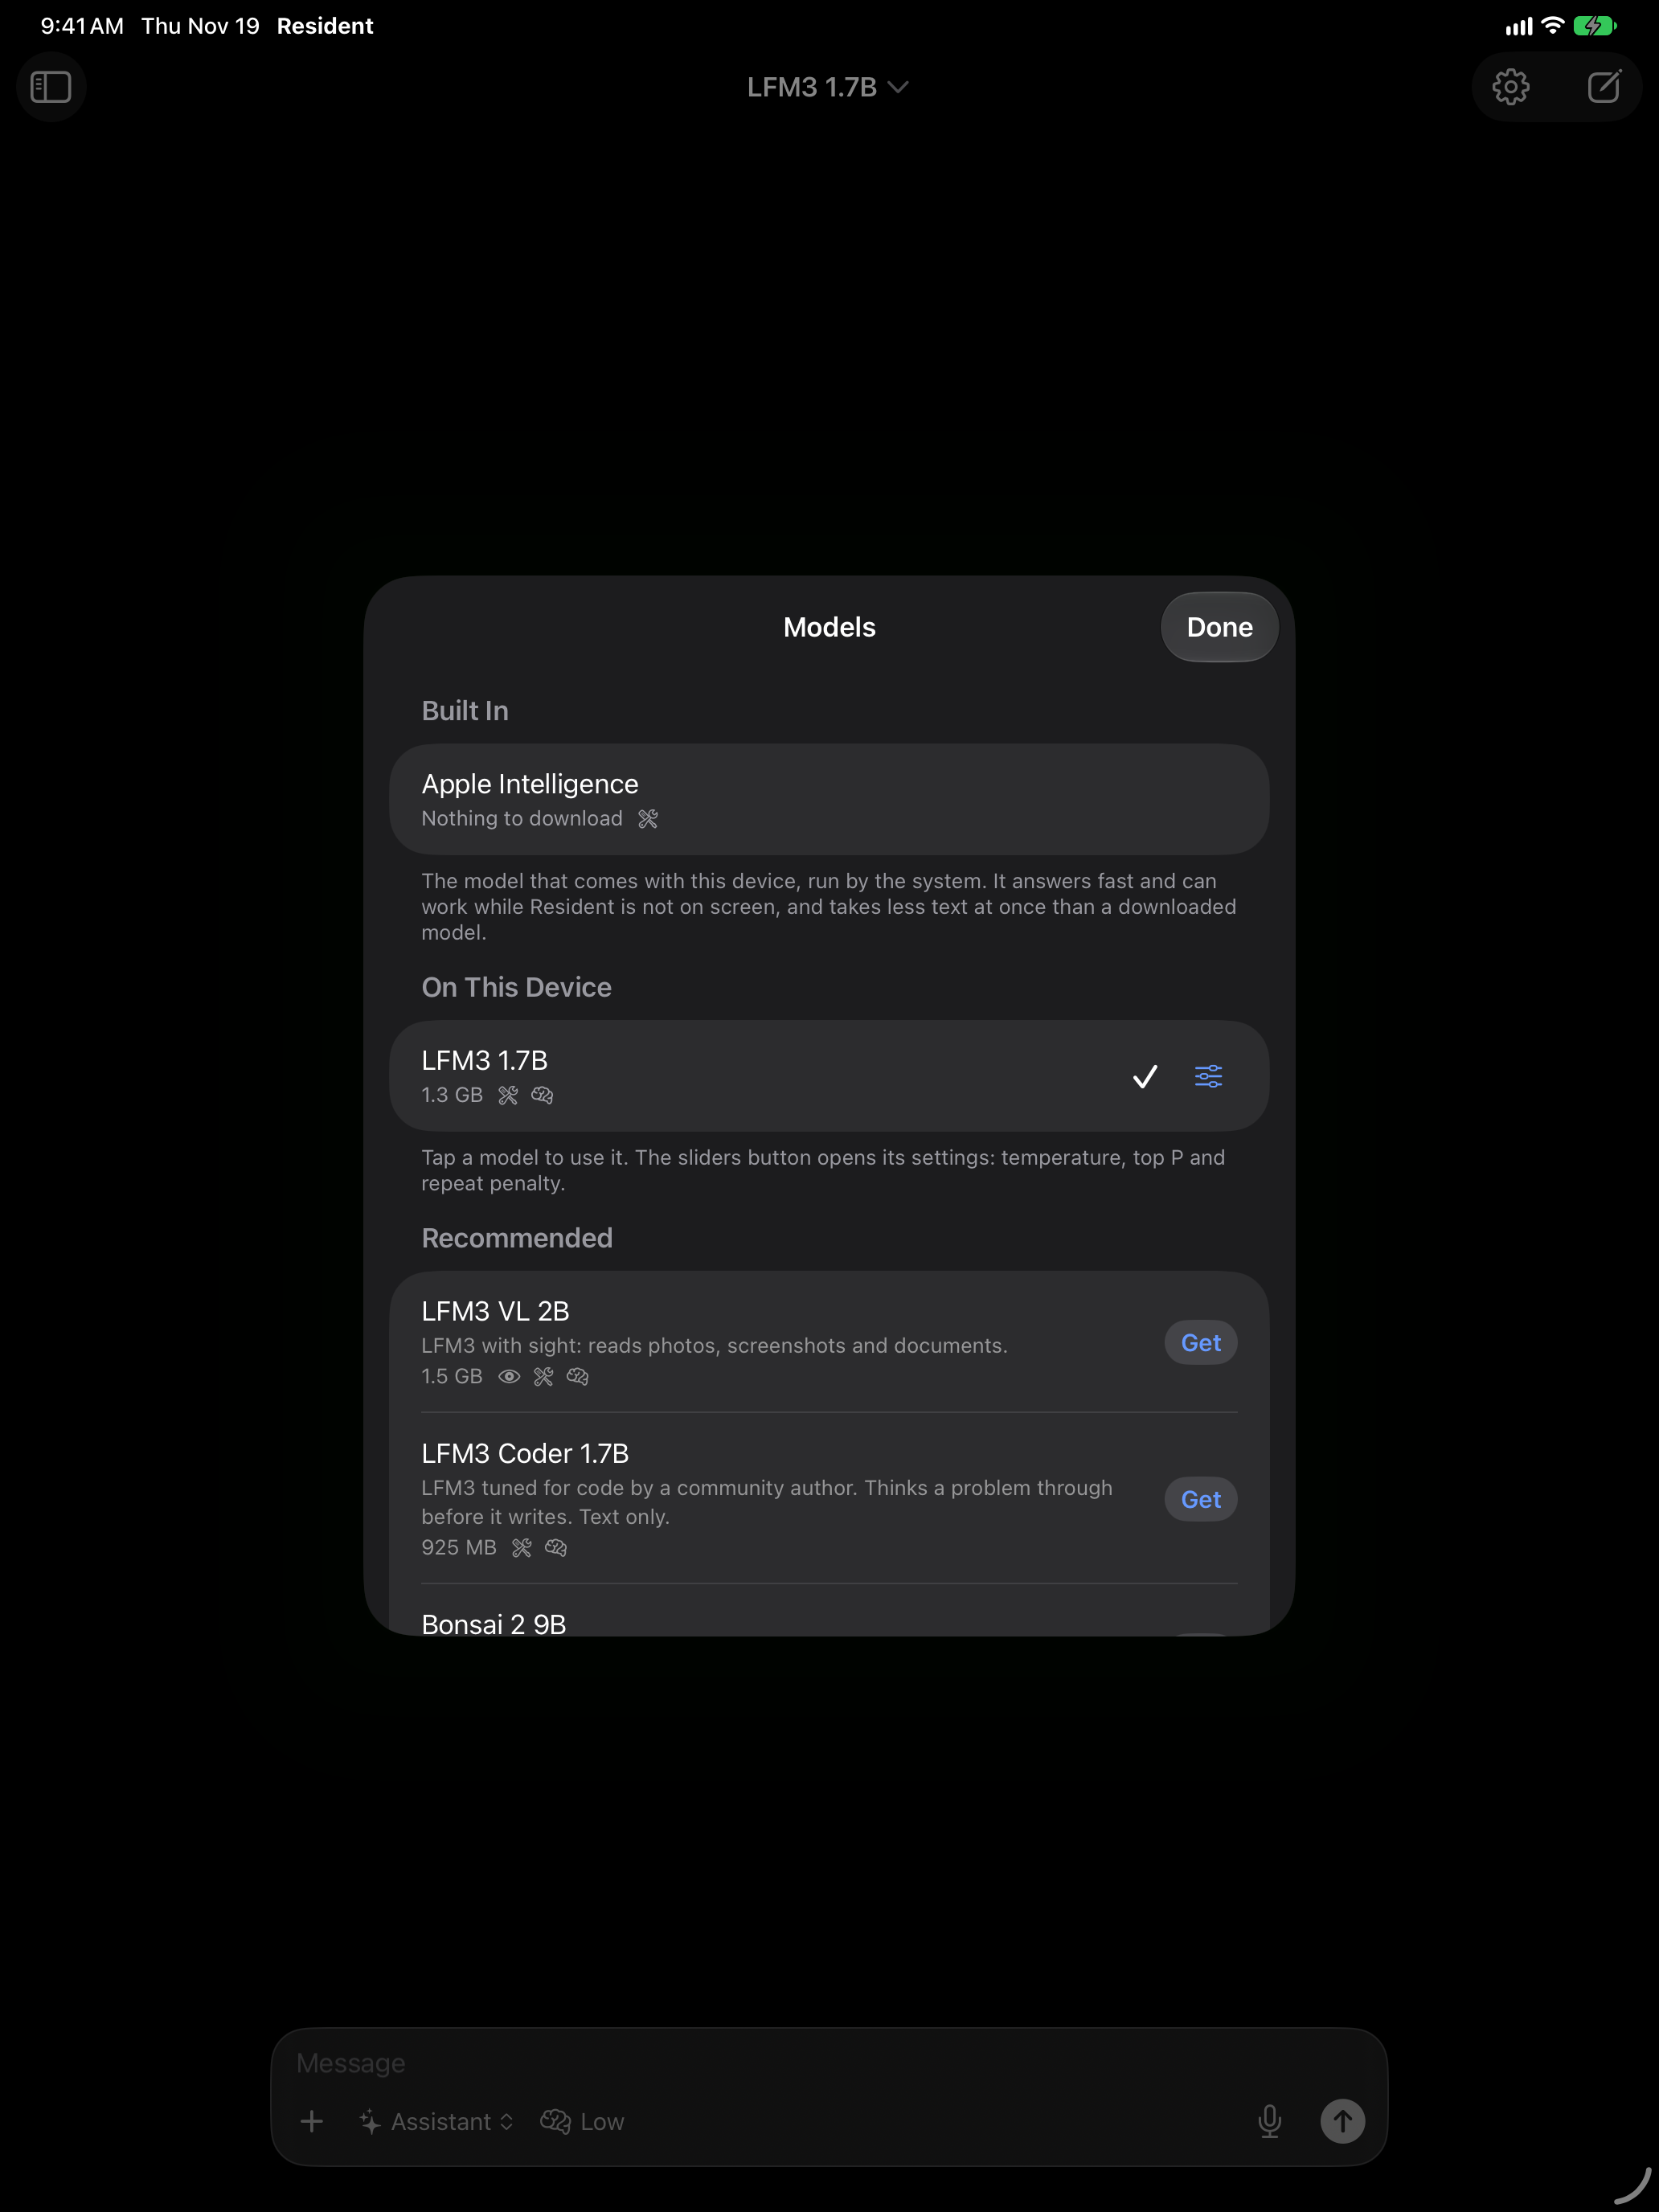 9:41 AM Thu Nov 19 Resident
LFM3 1.7B
Models
Done
Built In
Apple Intelligence
Nothing to download
The model that comes with this device, run by the system. It answers fast and can
work while Resident is not on screen, and takes less text at once than a downloaded
model.
On This Device
LFM3 1.7B
1.3 GB
Tap a model to use it. The sliders button opens its settings: temperature, top P and
repeat penalty.
Recommended
LFM3 VL 2B
LFM3 with sight: reads photos, screenshots and documents.
1.5 GB
Get
LFM3 Coder 1.7B
LFM3 tuned for code by a community author. Thinks a problem through
before it writes. Text only.
925 MB
Get
Bonsai 2 9B
Message
Assistant
Low